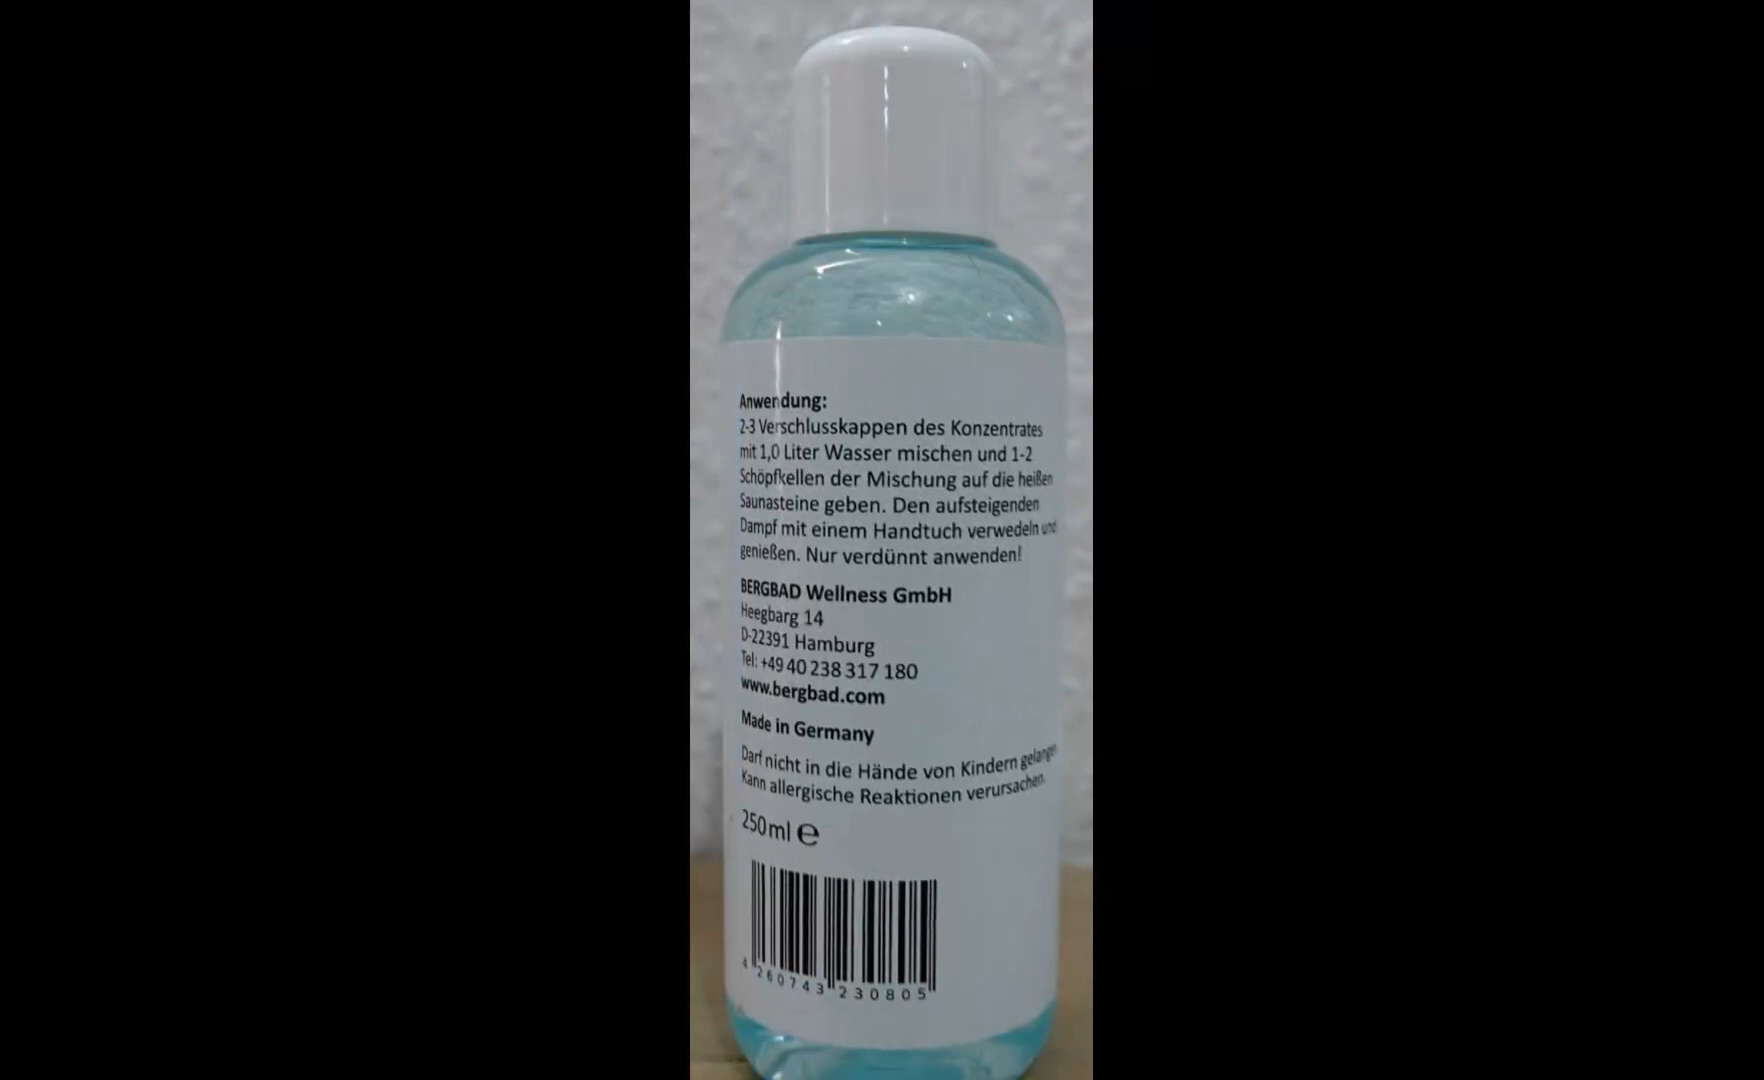 Anwendung:
2-3 Verschlusskappen des Konzentrates
mit 1,0 Liter Wasser mischen und 1-2
Schöpfkellen der Mischung auf die heißen
Saunasteine geben. Den aufsteigenden
Dampf mit einem Handtuch verwedeln und
genießen. Nur verdünnt anwenden!
BERGBAD Wellness GmbH
Heegbarg 14
D-22391 Hamburg
Tel: +49 40 238 317 180
www.bergbad.com
Made in Germany
Darf nicht in die Hände von Kindern gelangen
Kann allergische Reaktionen verursachen.
250ml ℮
4 260743 230805